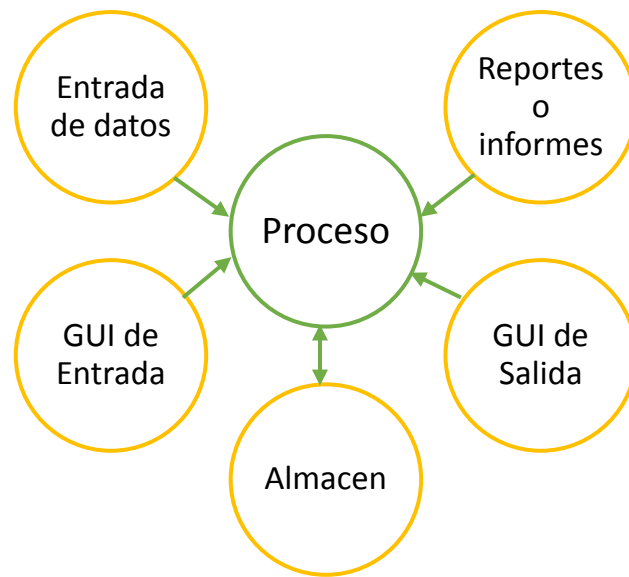 Entrada
de datos
Reportes
o
informes
Proceso
GUI de
Entrada
GUI de
Salida
Almacen